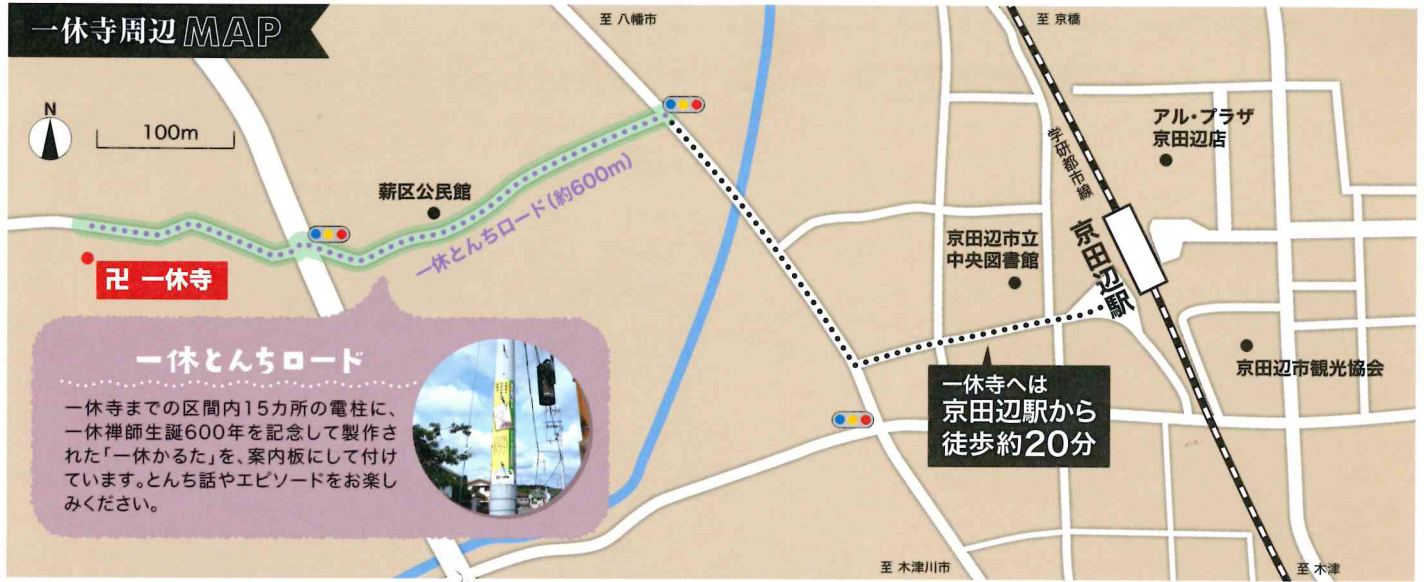 一休寺周辺MAP
至 八幡市
至 京橋
N
100m
アル・プラザ
京田辺店
学研都市線
薪区公民館
一休とんちロード(約600m)
京田辺市立
中央図書館
京田辺駅
卍 一休寺
一休とんちロード
一休寺までの区間内15カ所の電柱に、
一休禅師生誕600年を記念して製作さ
れた「一休かるた」を、案内板にして付け
ています。とんち話やエピソードをお楽し
みください。
京田辺市観光協会
一休寺へは
京田辺駅から
徒歩約20分
至 木津川市
至 木津